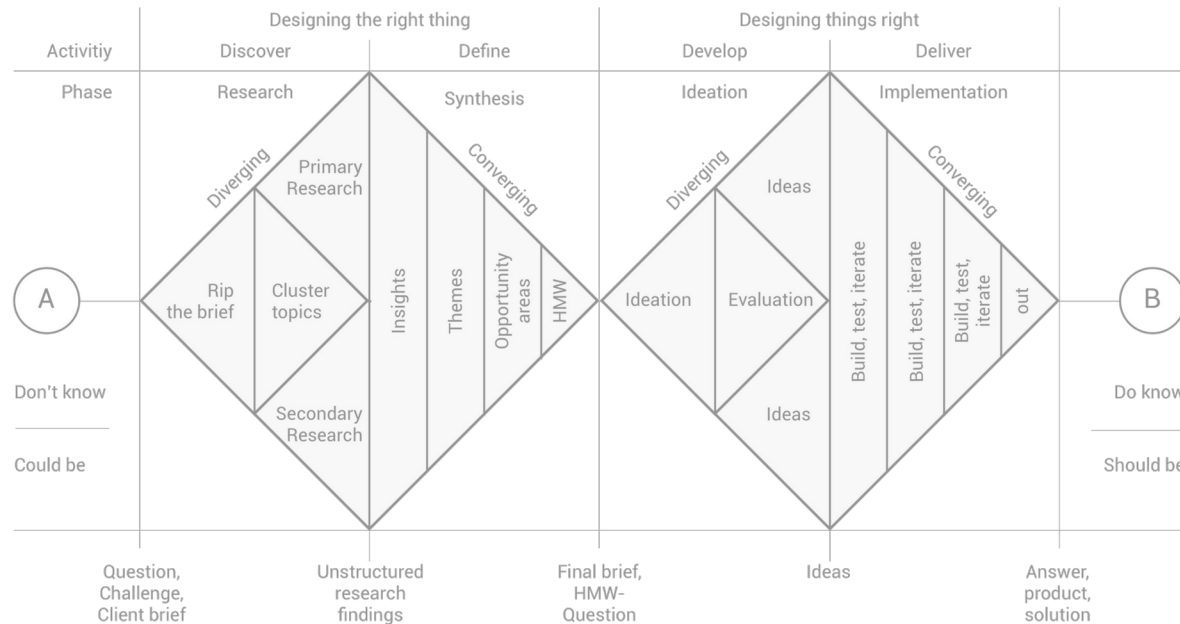 Designing the right thing
Designing things right
Activitiy
Discover
Define
Develop
Deliver
Phase
Research
Synthesis
Ideation
Implementation
Diverging
Converging
Diverging
Converging
Primary
Research
Ideas
A
Rip
the brief
Cluster
topics
Insights
Themes
Opportunity
areas
HMW
Ideation
Evaluation
Build, test, iterate
Build, test, iterate
Build, test,
iterate
out
B
Don't know
Do know
Secondary
Research
Ideas
Could be
Should be
Question,
Challenge,
Client brief
Unstructured
research
findings
Final brief,
HMW-
Question
Ideas
Answer,
product,
solution